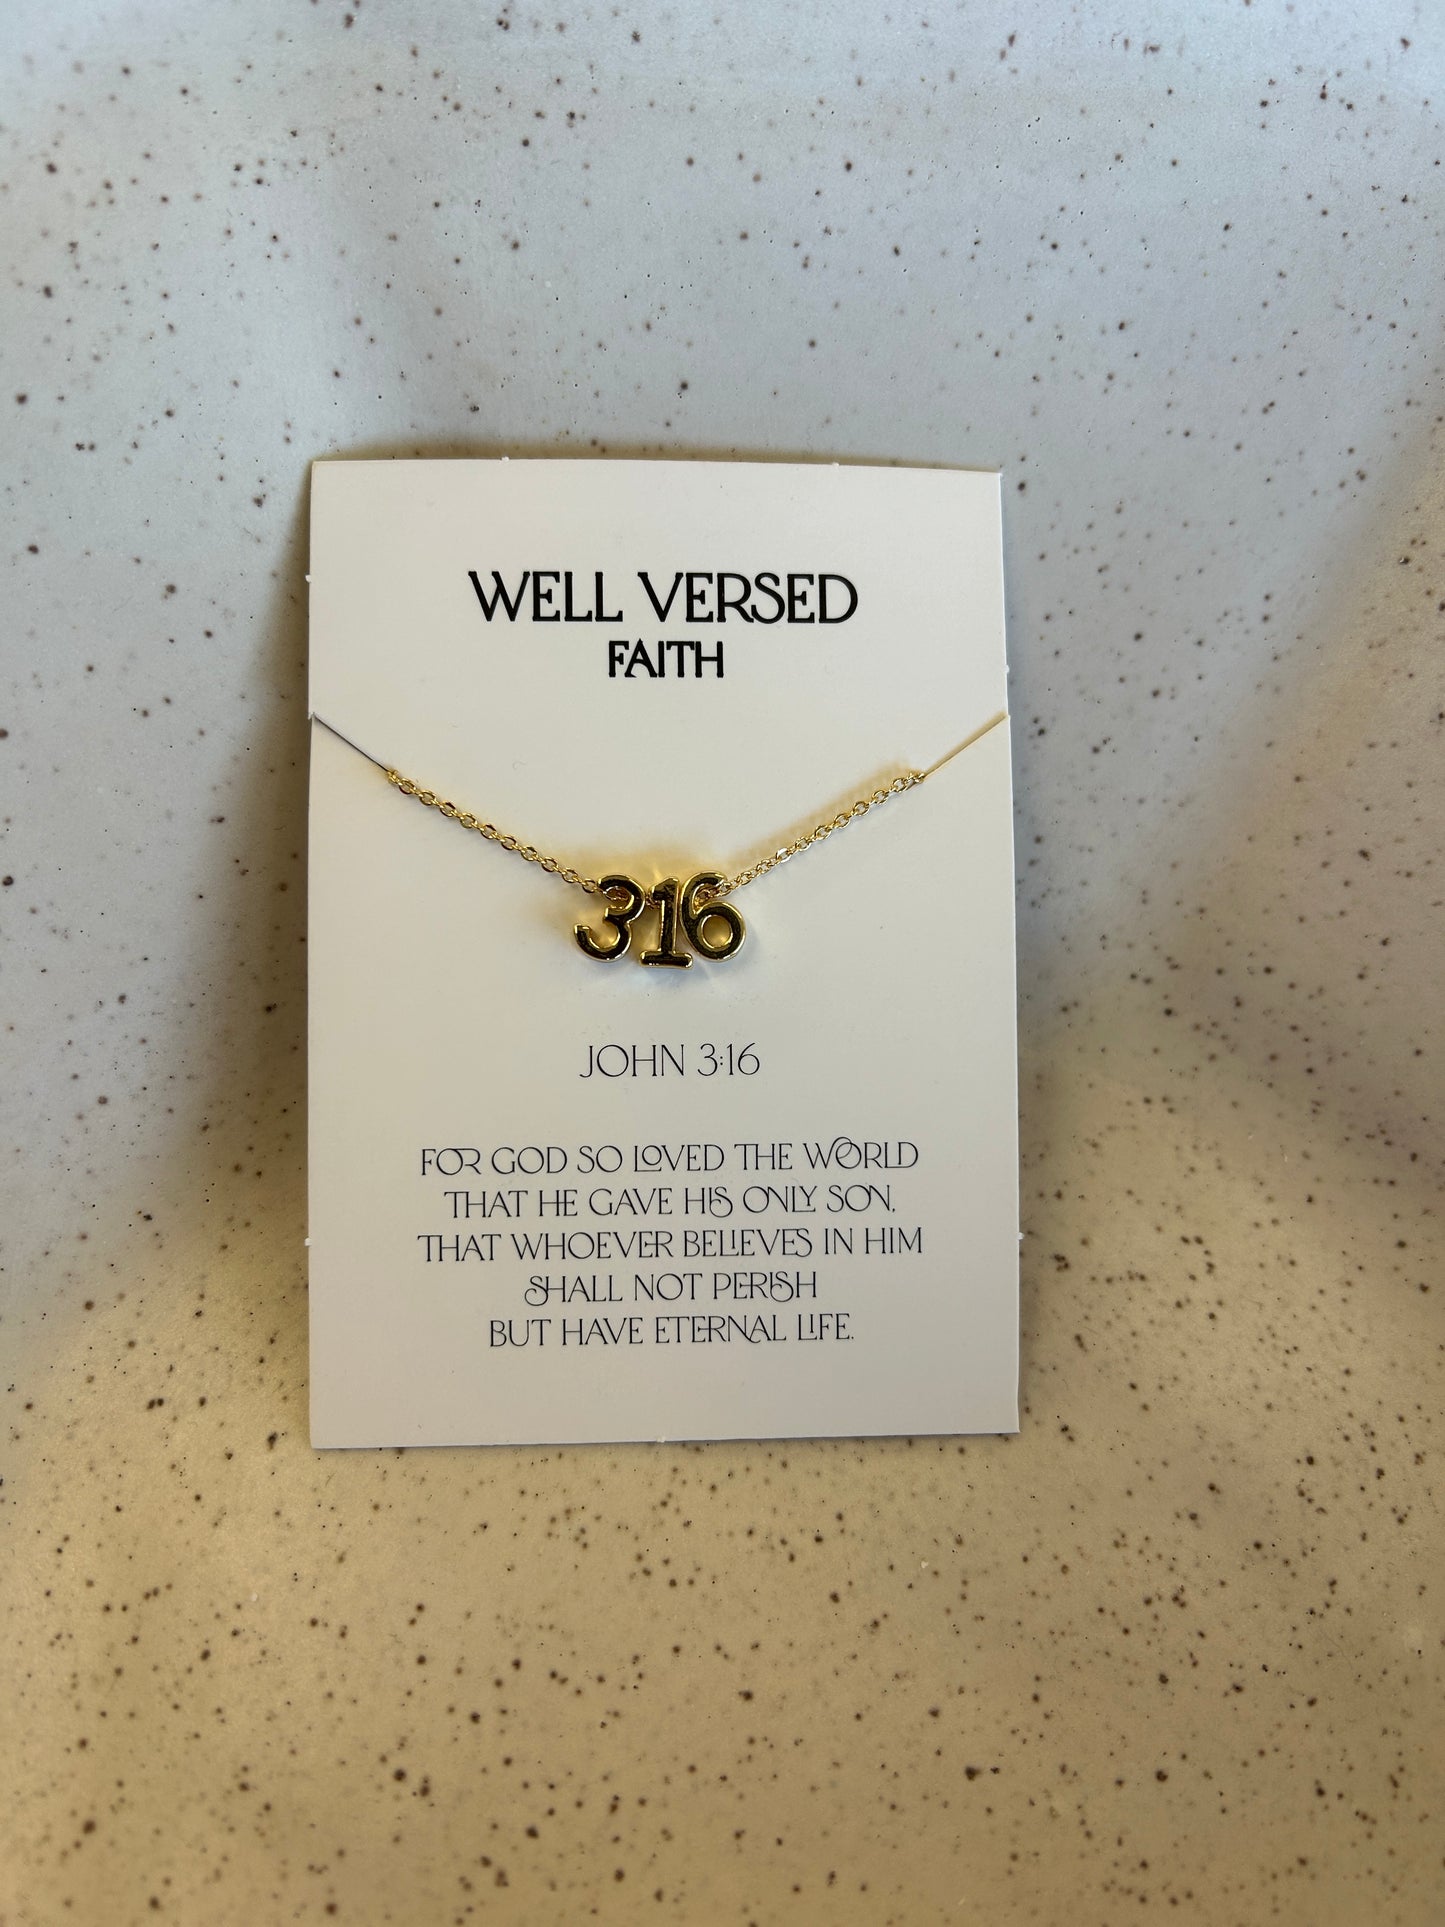 WELL VERSED
FAITH
316
JOHN 3:16
FOR GOD SO LOVED THE WORLD
THAT HE GAVE HIS ONLY SON,
THAT WHOEVER BELIEVES IN HIM
SHALL NOT PERISH
BUT HAVE ETERNAL LIFE.